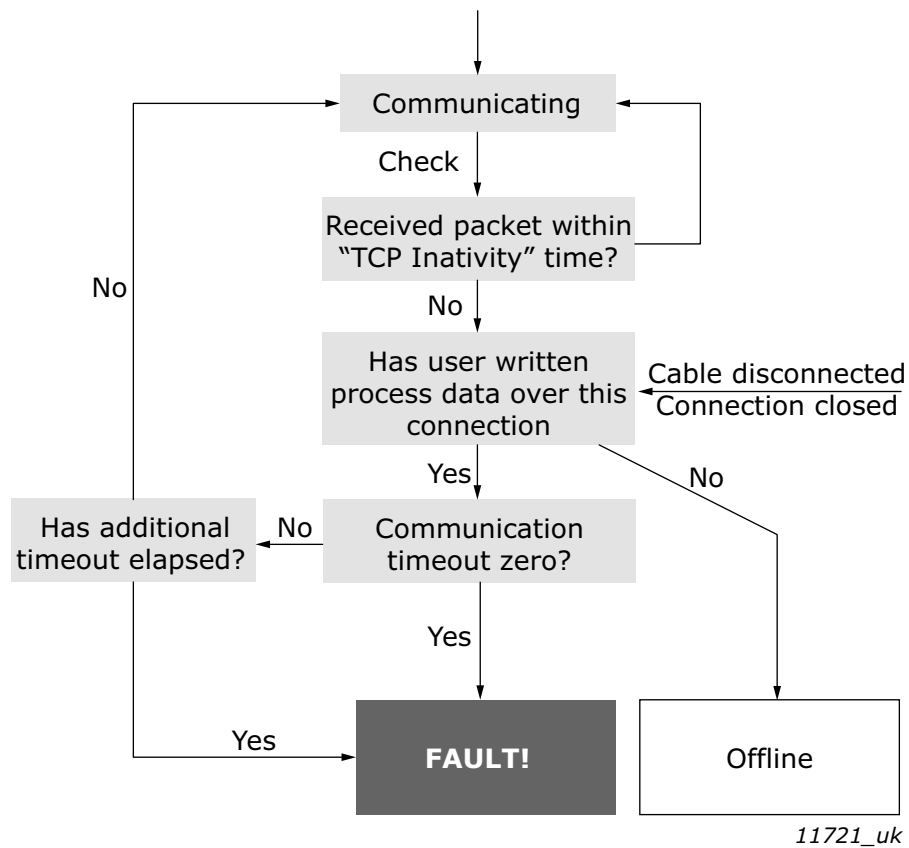 Communicating
Check
Received packet within
“TCP Inativity” time?
No
No
Has user written
process data over this
connection
Cable disconnected
Connection closed
Yes
No
Has additional
timeout elapsed?
No
Communication
timeout zero?
Yes
Yes
FAULT!
Offline
11721_uk